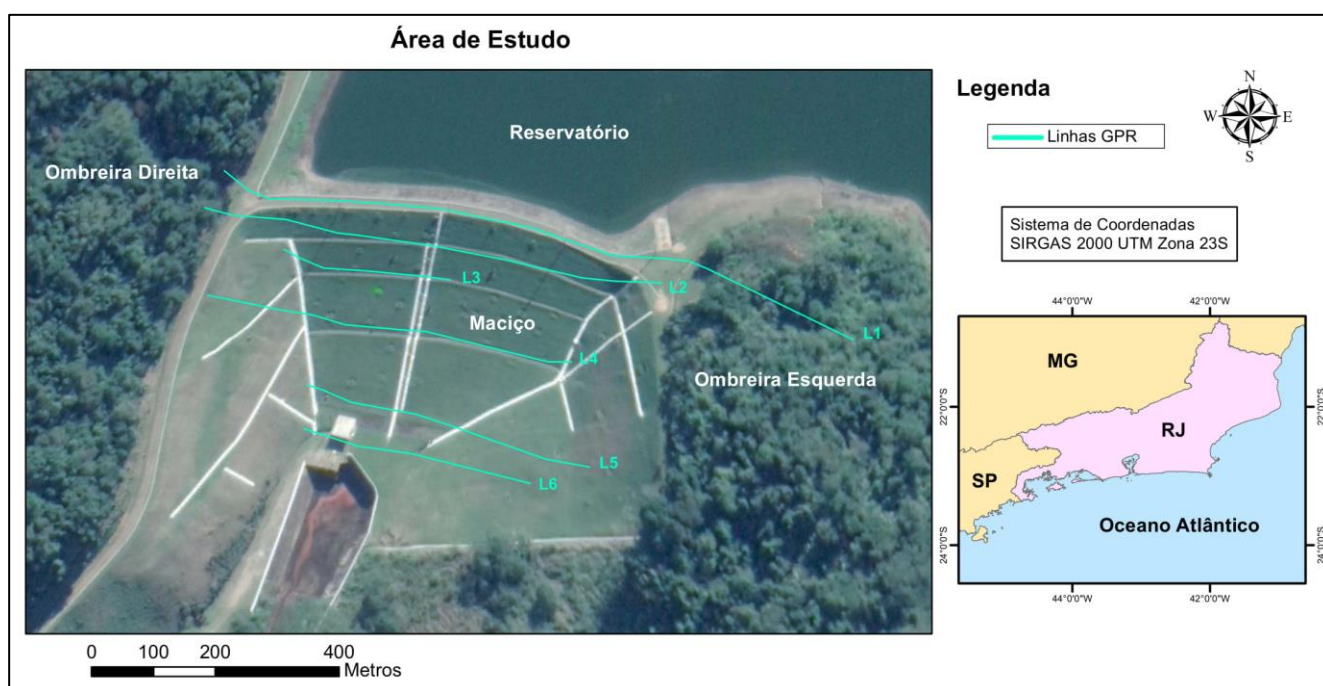 Área de Estudo
Reservatório
Ombreira Direita
L3
L2
Maciço
L1
L4
Ombreira Esquerda
L5
L6
0 100 200 400
Metros
Legenda
Linhas GPR
N
W E
S
Sistema de Coordenadas
SIRGAS 2000 UTM Zona 23S
44°0'0"W 42°0'0"W
MG
22°0'0"S 22°0'0"S
RJ
SP
Oceano Atlântico
24°0'0"S 24°0'0"S
44°0'0"W 42°0'0"W